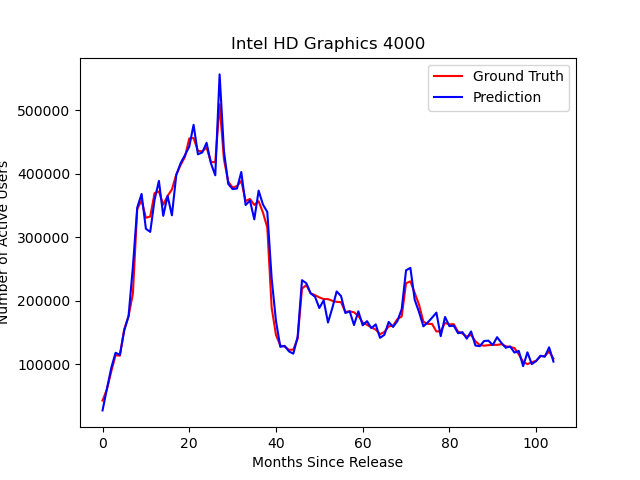 Intel HD Graphics 4000
Ground Truth
Prediction
500000
400000
300000
200000
100000
Number of Active Users
0 20 40 60 80 100
Months Since Release